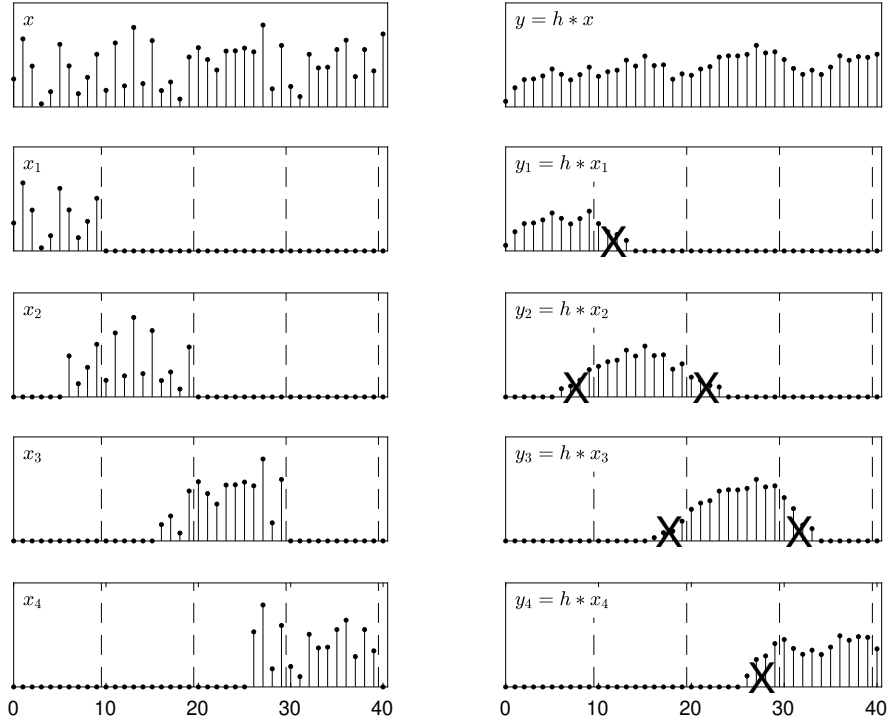 x
y = h * x
x₁
y₁ = h * x₁
x₂
y₂ = h * x₂
x₃
y₃ = h * x₃
x₄
y₄ = h * x₄
0 10 20 30 40
0 10 20 30 40